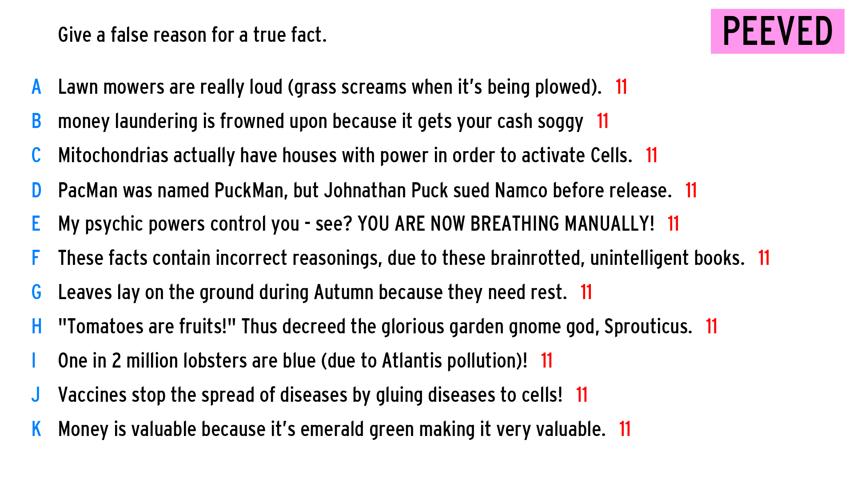 Give a false reason for a true fact.
PEEVED
A Lawn mowers are really loud (grass screams when it's being plowed). 11
B money laundering is frowned upon because it gets your cash soggy 11
C Mitochondrias actually have houses with power in order to activate Cells. 11
D PacMan was named PuckMan, but Johnathan Puck sued Namco before release. 11
E My psychic powers control you - see? YOU ARE NOW BREATHING MANUALLY! 11
F These facts contain incorrect reasonings, due to these brainrotted, unintelligent books. 11
G Leaves lay on the ground during Autumn because they need rest. 11
H "Tomatoes are fruits!" Thus decreed the glorious garden gnome god, Sprouticus. 11
I One in 2 million lobsters are blue (due to Atlantis pollution)! 11
J Vaccines stop the spread of diseases by gluing diseases to cells! 11
K Money is valuable because it's emerald green making it very valuable. 11